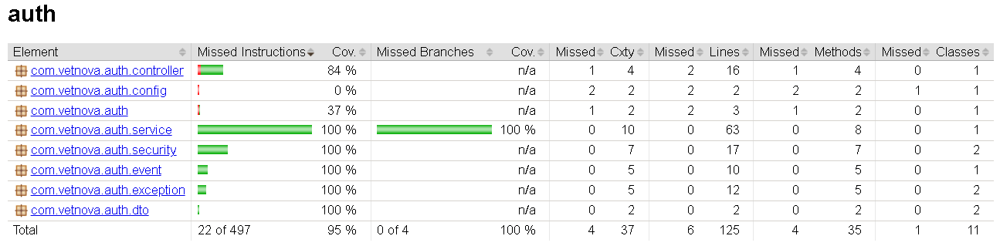 auth
Element Missed Instructions Cov. Missed Branches Cov. Missed Cxty Missed Lines Missed Methods Missed Classes
com.vetnova.auth.controller 84 % n/a 1 4 2 16 1 4 0 1
com.vetnova.auth.config 0 % n/a 2 2 2 2 2 2 1 1
com.vetnova.auth 37 % n/a 1 2 2 3 1 2 0 1
com.vetnova.auth.service 100 % 100 % 0 10 0 63 0 8 0 1
com.vetnova.auth.security 100 % n/a 0 7 0 17 0 7 0 2
com.vetnova.auth.event 100 % n/a 0 5 0 10 0 5 0 1
com.vetnova.auth.exception 100 % n/a 0 5 0 12 0 5 0 2
com.vetnova.auth.dto 100 % n/a 0 2 0 2 0 2 0 2
Total 22 of 497 95 % 0 of 4 100 % 4 37 6 125 4 35 1 11